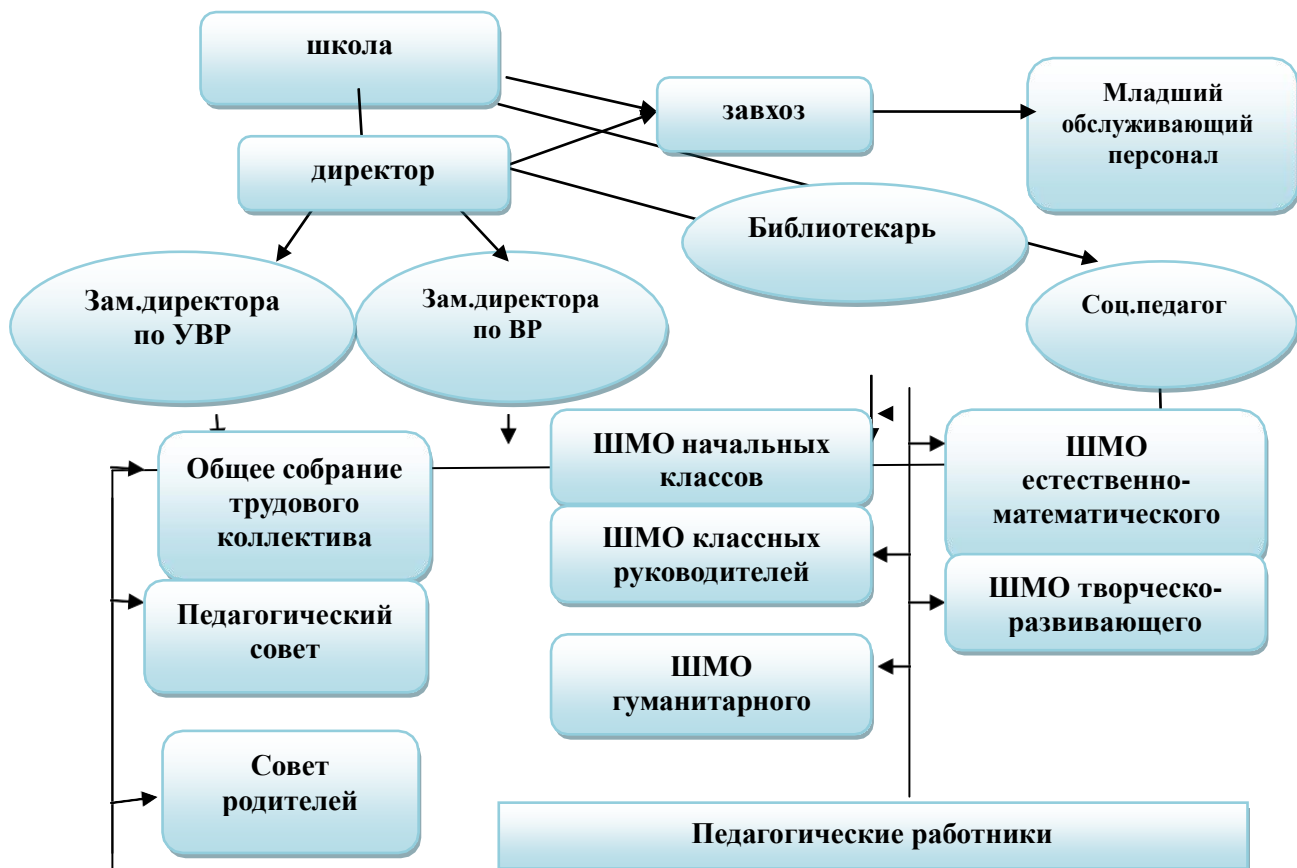 школа
завхоз
Младший
обслуживающий
персонал
директор
Библиотекарь
Зам.директора
по УВР
Зам.директора
по ВР
Соц.педагог
Общее собрание
трудового
коллектива
ШМО начальных
классов
ШМО
естественно-
математического
ШМО классных
руководителей
ШМО творческо-
развивающего
Педагогический
совет
ШМО
гуманитарного
Совет
родителей
Педагогические работники